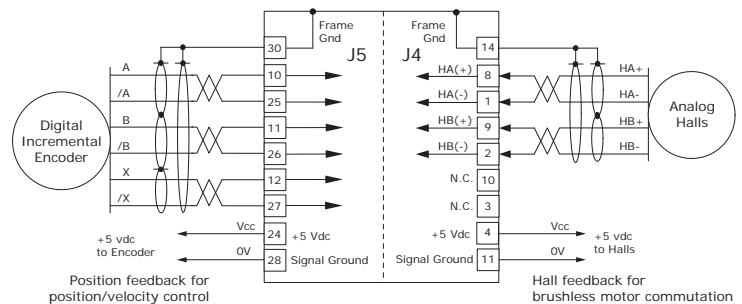 Frame Gnd
J5
J4
Frame Gnd
30
14
A
10
HA(+)
8
HA+
/A
25
HA(-)
1
HA-
B
11
HB(+)
9
HB+
/B
26
HB(-)
2
HB-
X
12
N.C.
10
/X
27
N.C.
3
Digital
Incremental
Encoder
Analog
Halls
Vcc
24
+5 Vdc
+5 Vdc
4
Vcc
+5 vdc
to Encoder
+5 vdc
to Halls
0V
28
Signal Ground
Signal Ground
11
0V
Position feedback for
position/velocity control
Hall feedback for
brushless motor commutation